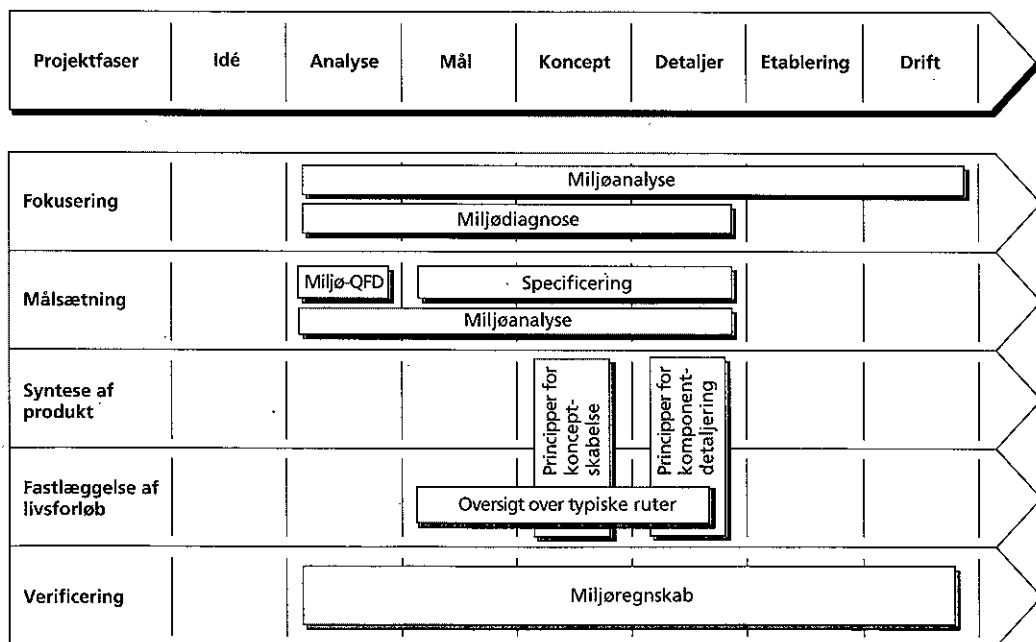 Projektfaser
Idé
Analyse
Mål
Koncept
Detaljer
Etablering
Drift
Fokusering
Miljøanalyse
Miljødiagnose
Målsætning
Miljø-QFD
Specificering
Miljøanalyse
Syntese af
produkt
Principper for
koncept-
skabelse
Principper for
komponent-
detaljering
Fastlæggelse af
livsforløb
Oversigt over typiske ruter
Verificering
Miljøregnskab